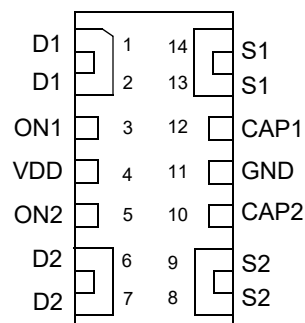 D1 1 14 S1
D1 2 13 S1
ON1 3 12 CAP1
VDD 4 11 GND
ON2 5 10 CAP2
D2 6 9 S2
D2 7 8 S2